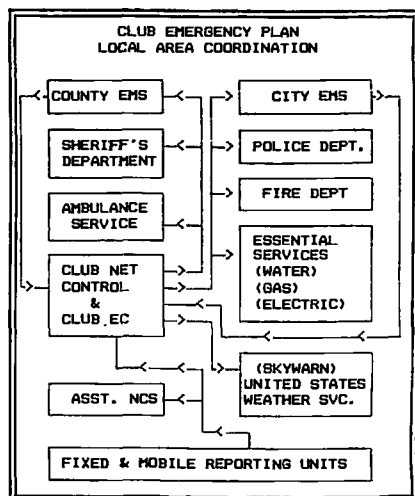 CLUB EMERGENCY PLAN
LOCAL AREA COORDINATION
COUNTY EMS
CITY EMS
SHERIFF'S
DEPARTMENT
POLICE DEPT.
AMBULANCE
SERVICE
FIRE DEPT
CLUB NET
CONTROL
&
CLUB EC
ESSENTIAL
SERVICES
(WATER)
(GAS)
(ELECTRIC)
(SKYWARN)
UNITED STATES
WEATHER SVC.
ASST. NCS
FIXED & MOBILE REPORTING UNITS